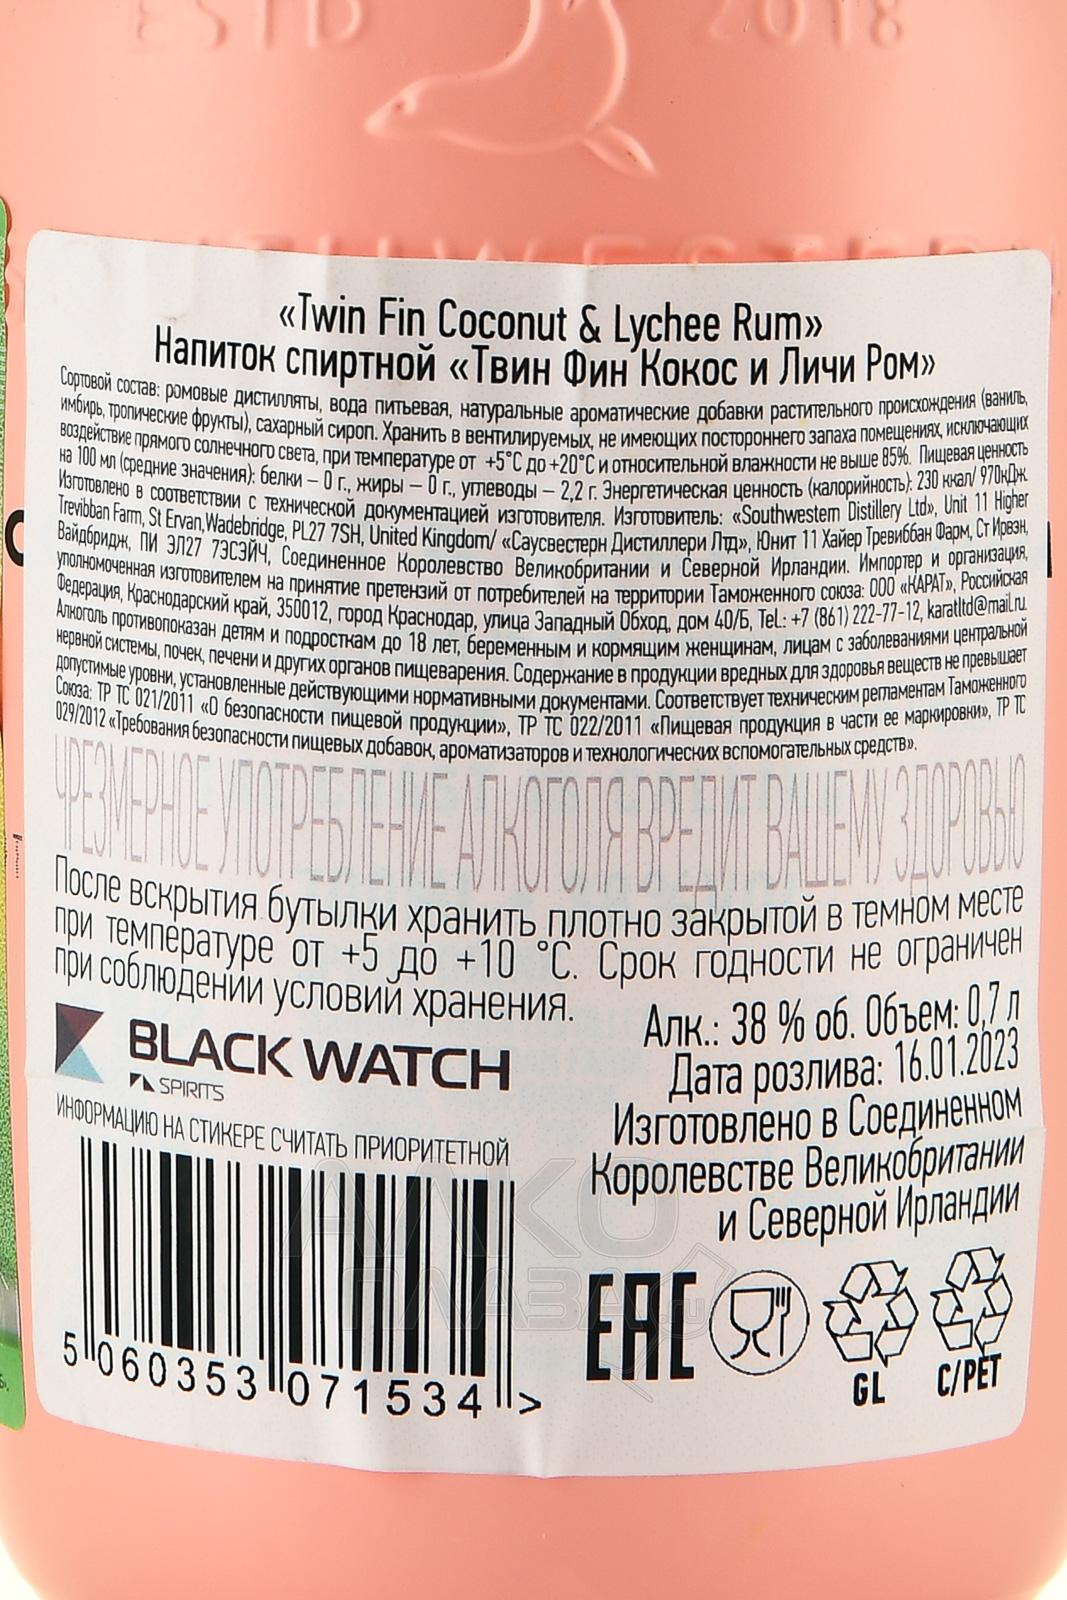 ESTD 2018
«Twin Fin Coconut & Lychee Rum»
Напиток спиртной «Твин Фин Кокос и Личи Ром»
Сортовой состав: ромовые дистилляты, вода питьевая, натуральные ароматические добавки растительного происхождения (ваниль,
имбирь, тропические фрукты), сахарный сироп. Хранить в вентилируемых, не имеющих постороннего запаха помещениях, исключающих
воздействие прямого солнечного света, при температуре от +5°С до +20°С и относительной влажности не выше 85%. Пищевая ценность
на 100 мл (средние значения): белки – 0 г., жиры – 0 г., углеводы – 2,2 г. Энергетическая ценность (калорийность): 230 ккал/ 970кДж.
Изготовлено в соответствии с технической документацией изготовителя. Изготовитель: «Southwestern Distillery Ltd», Unit 11 Higher
Trevibban Farm, St Ervan,Wadebridge, PL27 7SH, United Kingdom/ «Саусвестерн Дистиллери Лтд», Юнит 11 Хайер Тревиббан Фарм, Ст Ирвэн,
Вайдбридж, ПИ ЭЛ27 7ЭСЭЙЧ, Соединенное Королевство Великобритании и Северной Ирландии. Импортер и организация,
уполномоченная изготовителем на принятие претензий от потребителей на территории Таможенного союза: ООО «КАРАТ», Российская
Федерация, Краснодарский край, 350012, город Краснодар, улица Западный Обход, дом 40/Б, Tel.: +7 (861) 222-77-12, karatltd@mail.ru.
Алкоголь противопоказан детям и подросткам до 18 лет, беременным и кормящим женщинам, лицам с заболеваниями центральной
нервной системы, почек, печени и других органов пищеварения. Содержание в продукции вредных для здоровья веществ не превышает
допустимые уровни, установленные действующими нормативными документами. Соответствует техническим регламентам Таможенного
Союза: ТР ТС 021/2011 «О безопасности пищевой продукции», ТР ТС 022/2011 «Пищевая продукция в части ее маркировки», ТР ТС
029/2012 «Требования безопасности пищевых добавок, ароматизаторов и технологических вспомогательных средств».
ЧРЕЗМЕРНОЕ УПОТРЕБЛЕНИЕ АЛКОГОЛЯ ВРЕДИТ ВАШЕМУ ЗДОРОВЬЮ
После вскрытия бутылки хранить плотно закрытой в темном месте
при температуре от +5 до +10 °С. Срок годности не ограничен
при соблюдении условий хранения.
Алк.: 38 % об. Объем: 0,7 л
Дата розлива: 16.01.2023
Изготовлено в Соединенном
Королевстве Великобритании
и Северной Ирландии
BLACK WATCH
SPIRITS
ИНФОРМАЦИЮ НА СТИКЕРЕ СЧИТАТЬ ПРИОРИТЕТНОЙ
5 060353 071534 >
EAC
GL
C/PET
АЛКО
ПЛАЗА.ru